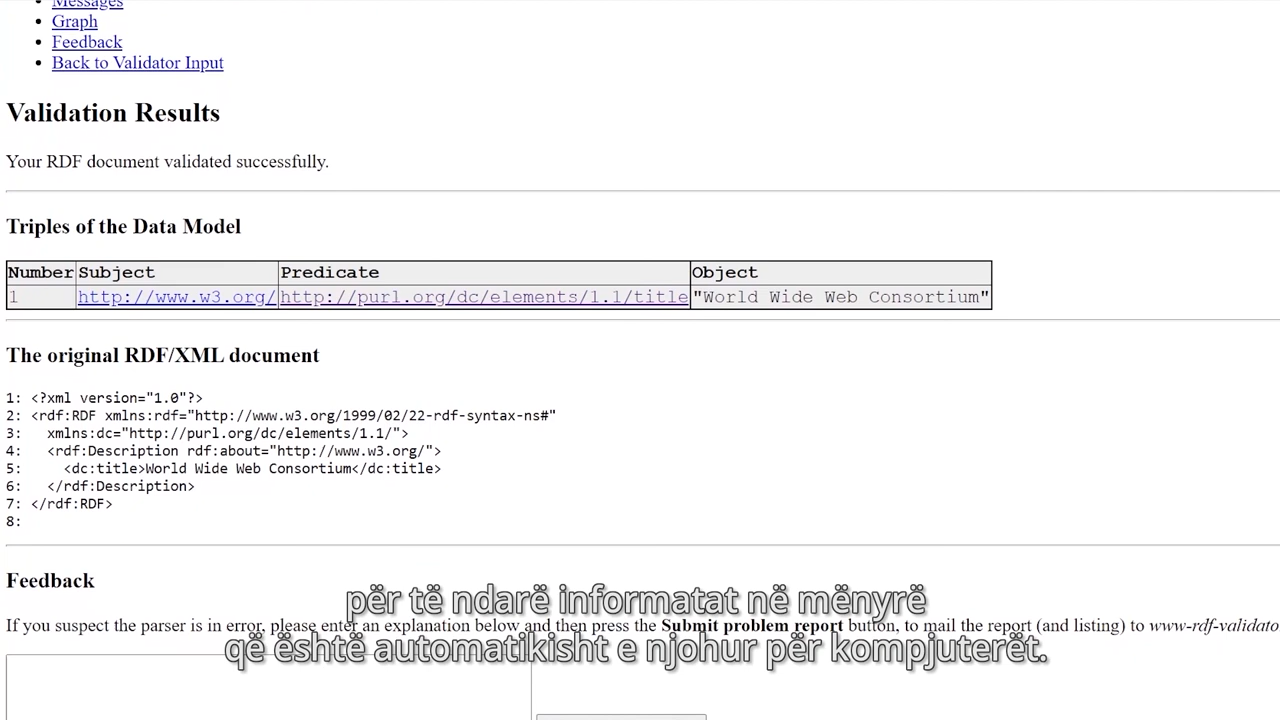 Messages
Graph
Feedback
Back to Validator Input
Validation Results
Your RDF document validated successfully.
Triples of the Data Model
Number Subject Predicate Object
1 http://www.w3.org/ http://purl.org/dc/elements/1.1/title "World Wide Web Consortium"
The original RDF/XML document
1: <?xml version="1.0"?>
2: <rdf:RDF xmlns:rdf="http://www.w3.org/1999/02/22-rdf-syntax-ns#"
3:   xmlns:dc="http://purl.org/dc/elements/1.1/">
4:   <rdf:Description rdf:about="http://www.w3.org/">
5:     <dc:title>World Wide Web Consortium</dc:title>
6:   </rdf:Description>
7: </rdf:RDF>
8:
Feedback
për të ndarë informatat në mënyrë
If you suspect the parser is in error, please enter an explanation below and then press the Submit problem report button, to mail the report (and listing) to www-rdf-validato
që është automatikisht e njohur për kompjuterët.